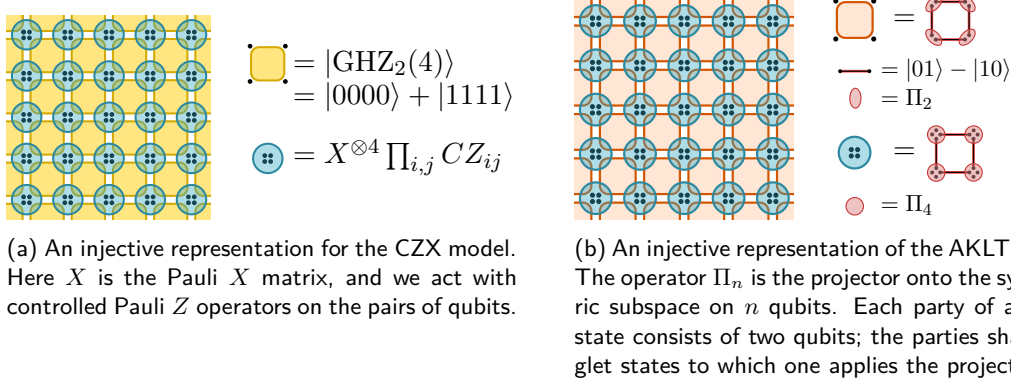 = |GHZ₂(4)⟩
= |0000⟩ + |1111⟩
= X^{⊗4} ∏_{i,j} CZ_{ij}
(a) An injective representation for the CZX model.
Here X is the Pauli X matrix, and we act with
controlled Pauli Z operators on the pairs of qubits.
=
= |01⟩ − |10⟩
= Π₂
=
= Π₄
(b) An injective representation of the AKLT
The operator Πₙ is the projector onto the sy
ric subspace on n qubits. Each party of a
state consists of two qubits; the parties sha
glet states to which one applies the project